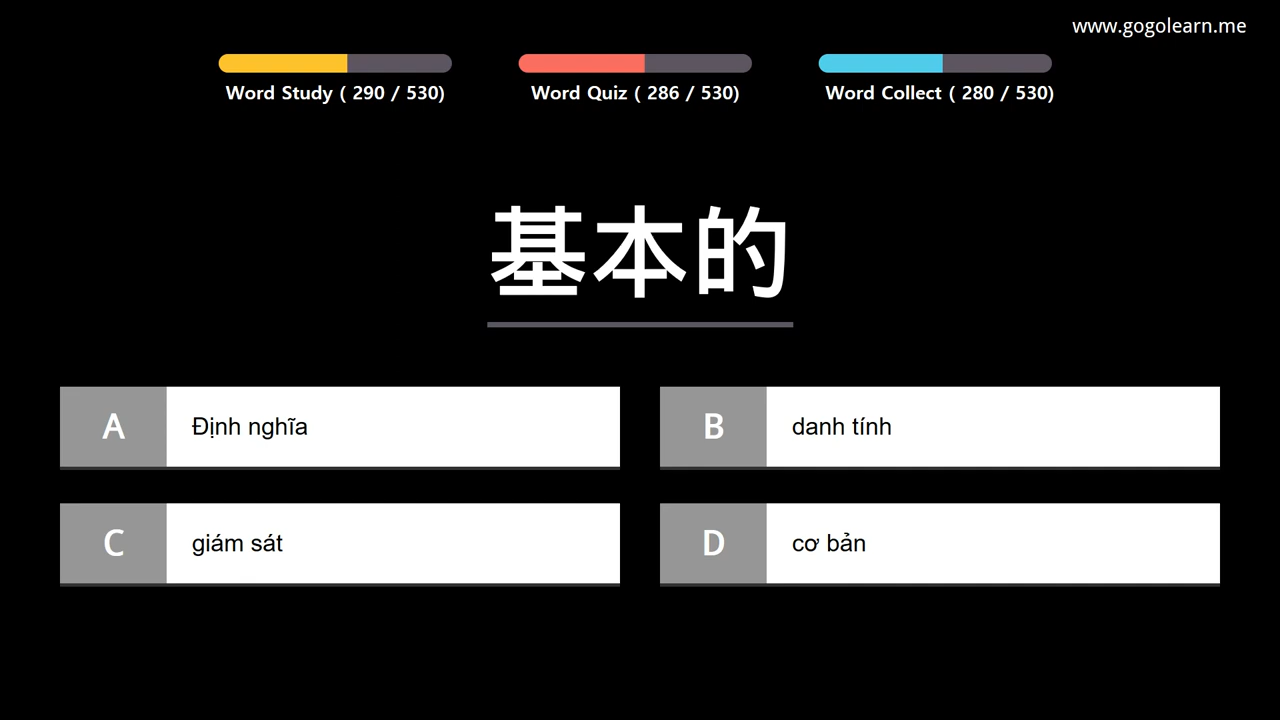 www.gogolearn.me
Word Study ( 290 / 530)
Word Quiz ( 286 / 530)
Word Collect ( 280 / 530)
基本的
A
Định nghĩa
B
danh tính
C
giám sát
D
cơ bản